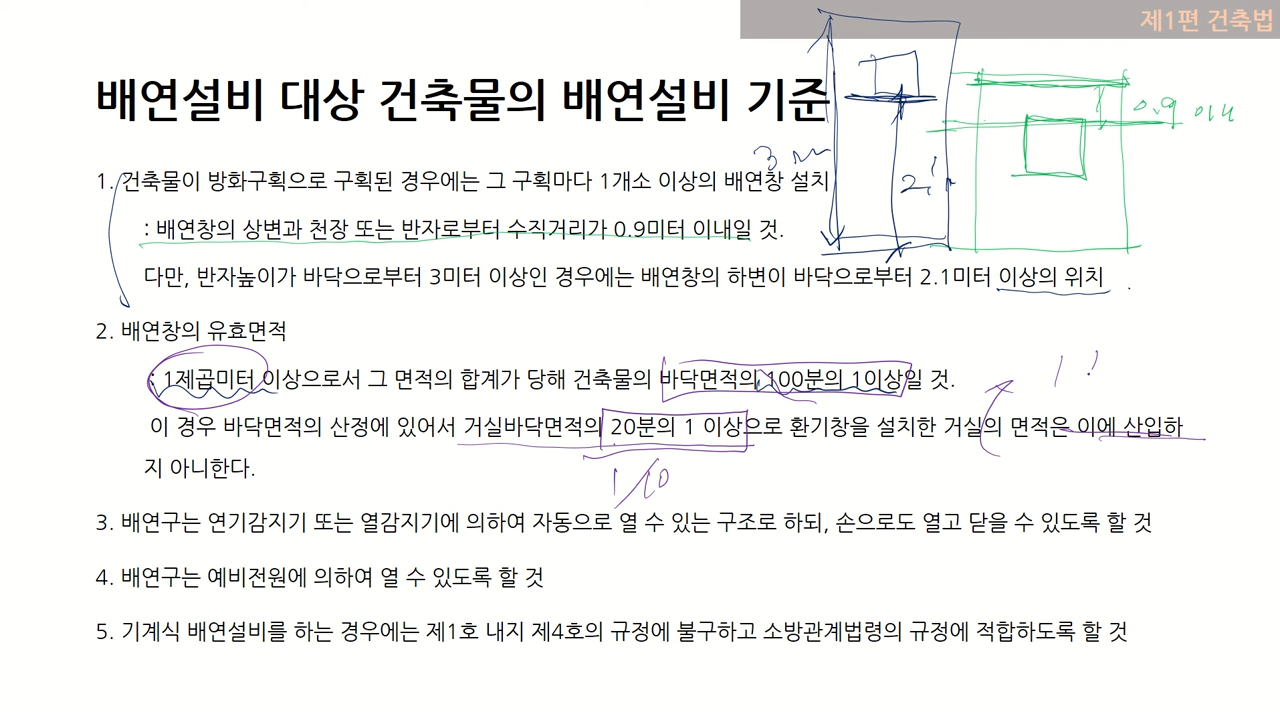 제1편 건축법
배연설비 대상 건축물의 배연설비 기준
0.9 이내
3m
2.1
1. 건축물이 방화구획으로 구획된 경우에는 그 구획마다 1개소 이상의 배연창 설치
: 배연창의 상변과 천장 또는 반자로부터 수직거리가 0.9미터 이내일 것.
다만, 반자높이가 바닥으로부터 3미터 이상인 경우에는 배연창의 하변이 바닥으로부터 2.1미터 이상의 위치
2. 배연창의 유효면적
: 1제곱미터 이상으로서 그 면적의 합계가 당해 건축물의 바닥면적의 100분의 1이상일 것.
이 경우 바닥면적의 산정에 있어서 거실바닥면적의 20분의 1 이상으로 환기창을 설치한 거실의 면적은 이에 산입하
지 아니한다.
1/10
3. 배연구는 연기감지기 또는 열감지기에 의하여 자동으로 열 수 있는 구조로 하되, 손으로도 열고 닫을 수 있도록 할 것
4. 배연구는 예비전원에 의하여 열 수 있도록 할 것
5. 기계식 배연설비를 하는 경우에는 제1호 내지 제4호의 규정에 불구하고 소방관계법령의 규정에 적합하도록 할 것